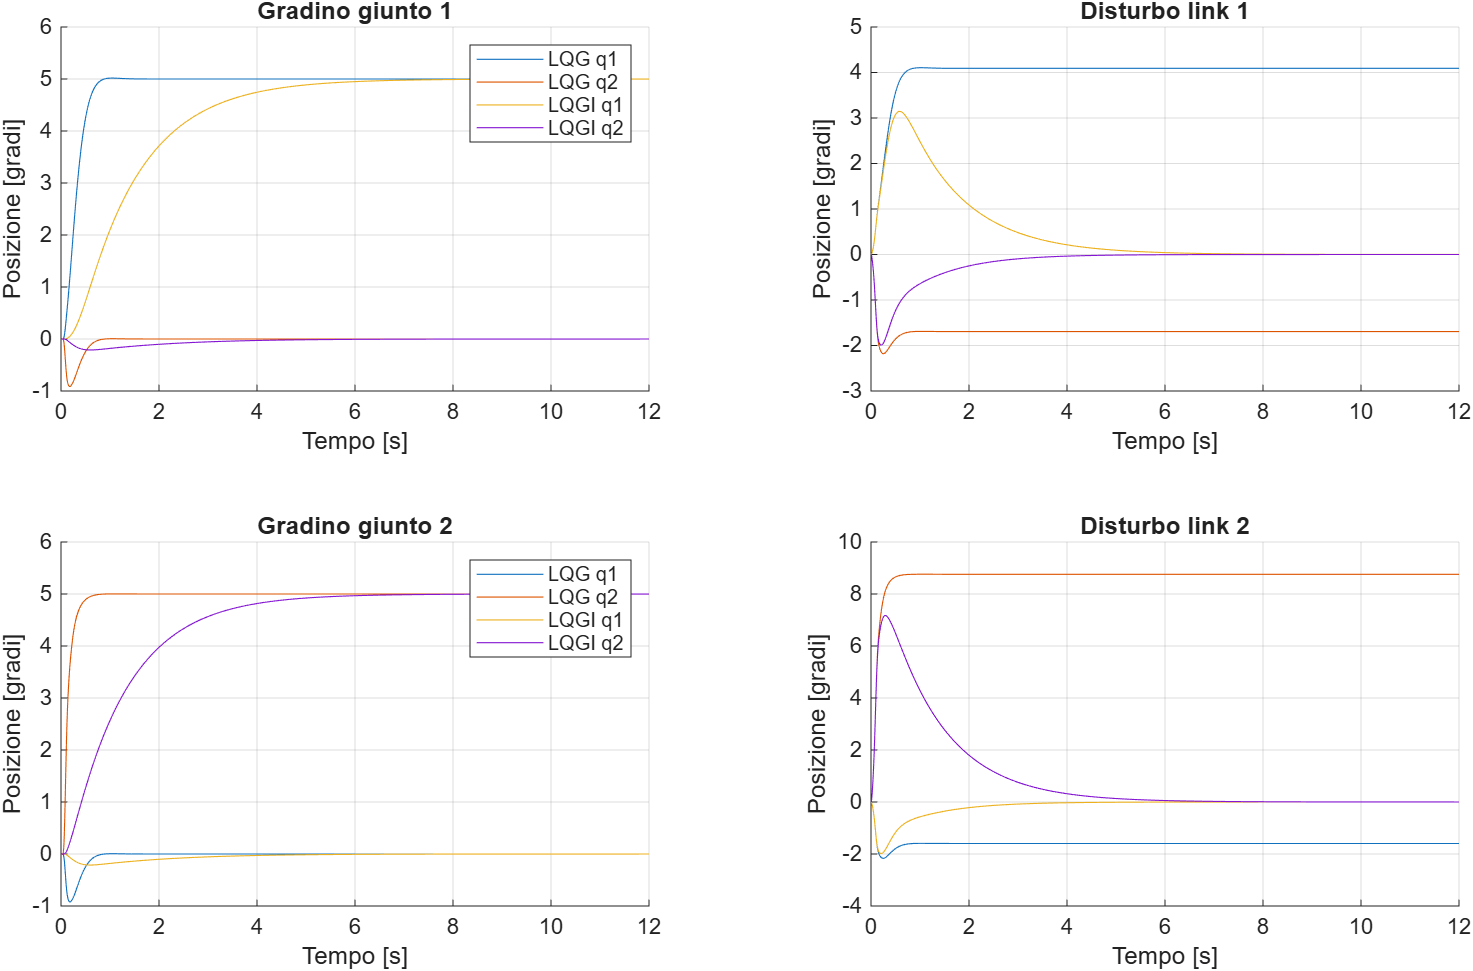 Gradino giunto 1
6
5
4
3
2
1
0
-1
0 2 4 6 8 10 12
Posizione [gradi]
Tempo [s]
LQG q1
LQG q2
LQGI q1
LQGI q2
Disturbo link 1
5
4
3
2
1
0
-1
-2
-3
0 2 4 6 8 10 12
Posizione [gradi]
Tempo [s]
Gradino giunto 2
6
5
4
3
2
1
0
-1
0 2 4 6 8 10 12
Posizione [gradi]
Tempo [s]
LQG q1
LQG q2
LQGI q1
LQGI q2
Disturbo link 2
10
8
6
4
2
0
-2
-4
0 2 4 6 8 10 12
Posizione [gradi]
Tempo [s]